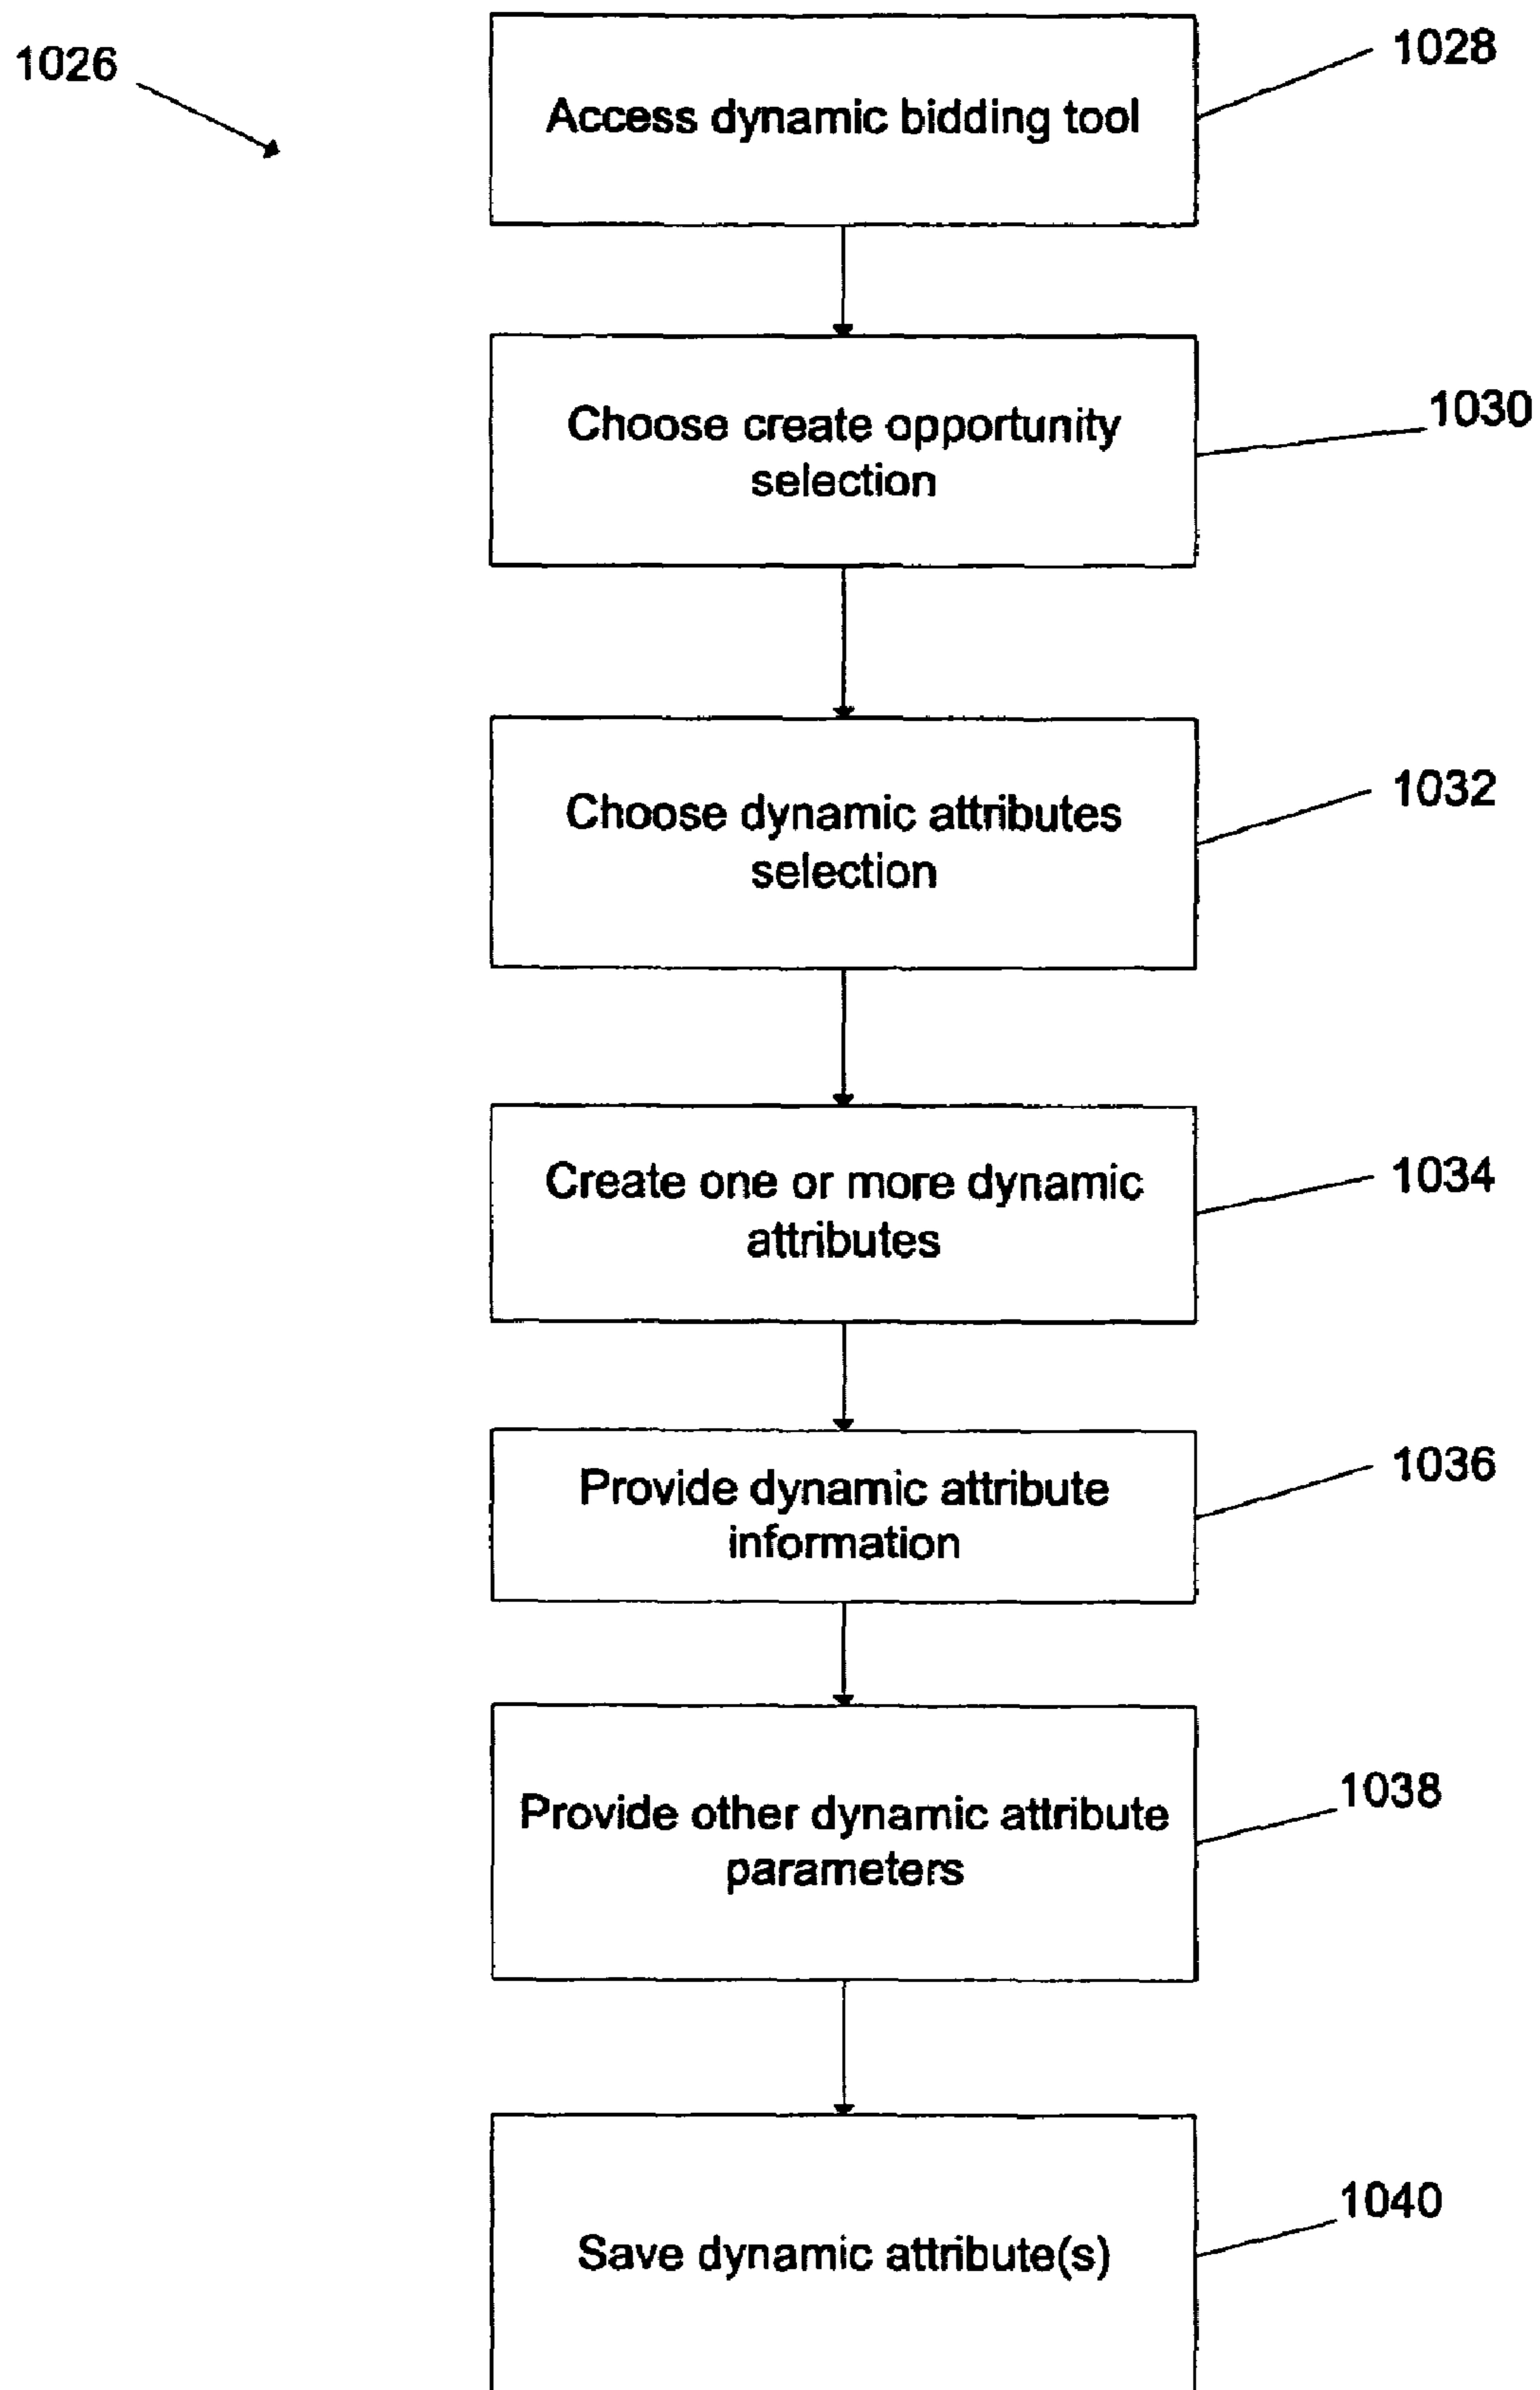 1026
Access dynamic bidding tool
1028
Choose create opportunity
selection
1030
Choose dynamic attributes
selection
1032
Create one or more dynamic
attributes
1034
Provide dynamic attribute
information
1036
Provide other dynamic attribute
parameters
1038
Save dynamic attribute(s)
1040